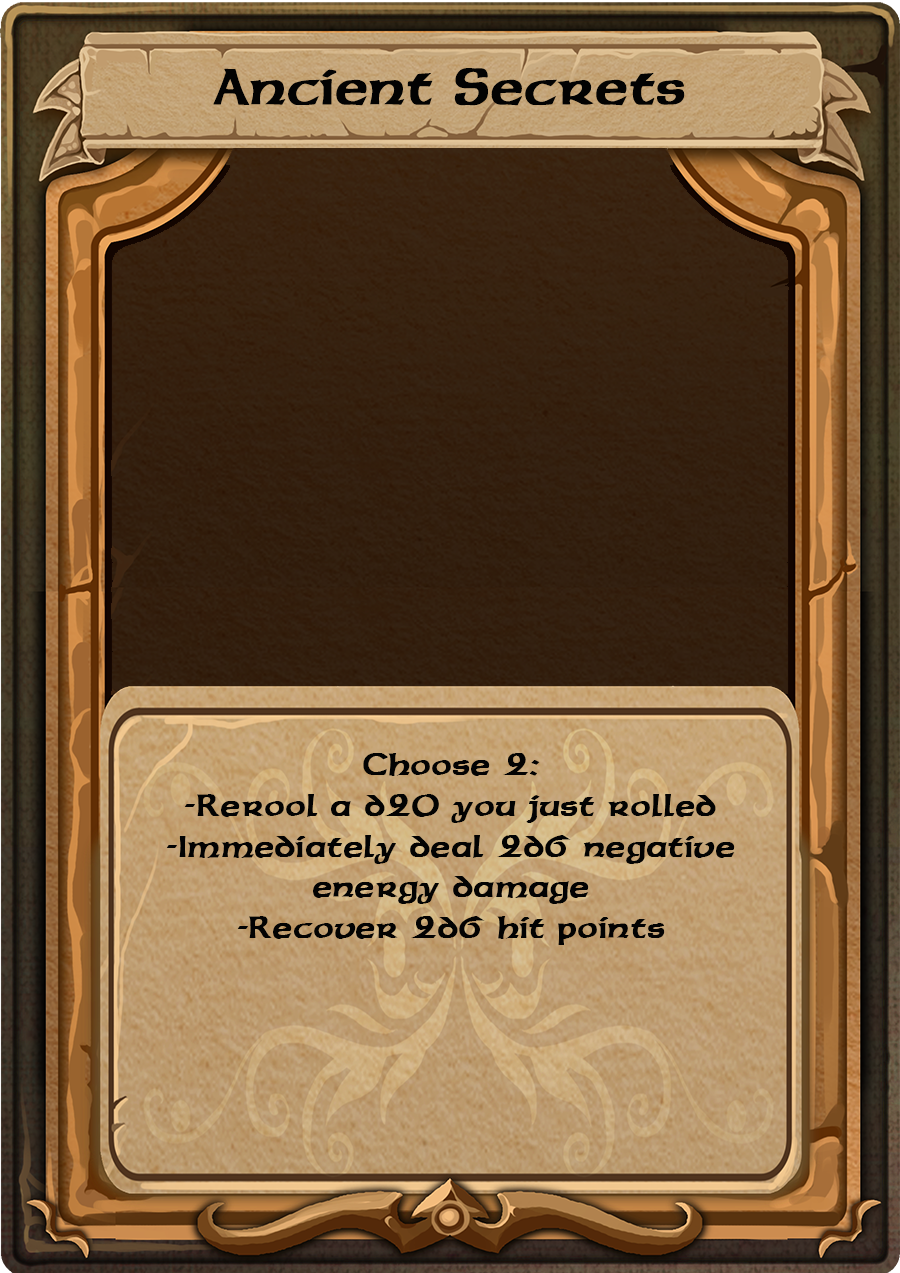 Ancient Secrets
Choose 2:
-Rerool a d20 you just rolled
-Immediately deal 2d6 negative
energy damage
-Recover 2d6 hit points